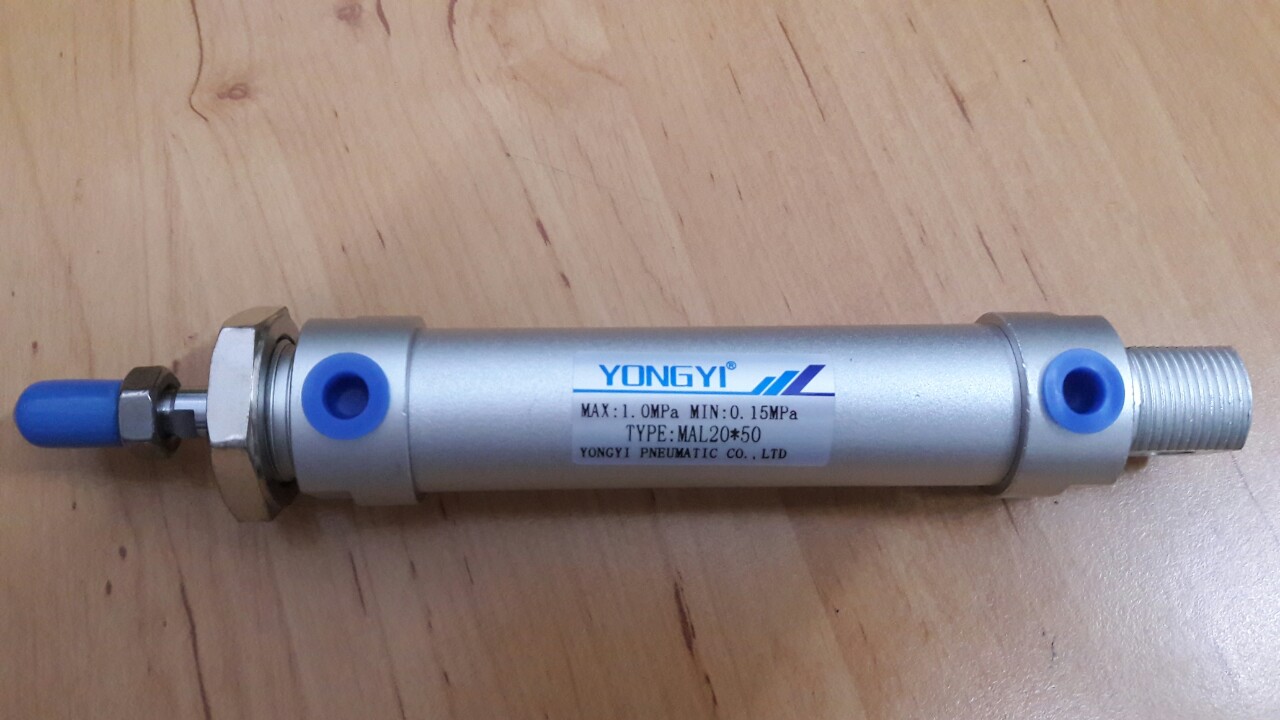 YONGYI®
MAX:1.0MPa MIN:0.15MPa
TYPE:MAL20*50
YONGYI PNEUMATIC CO.,LTD